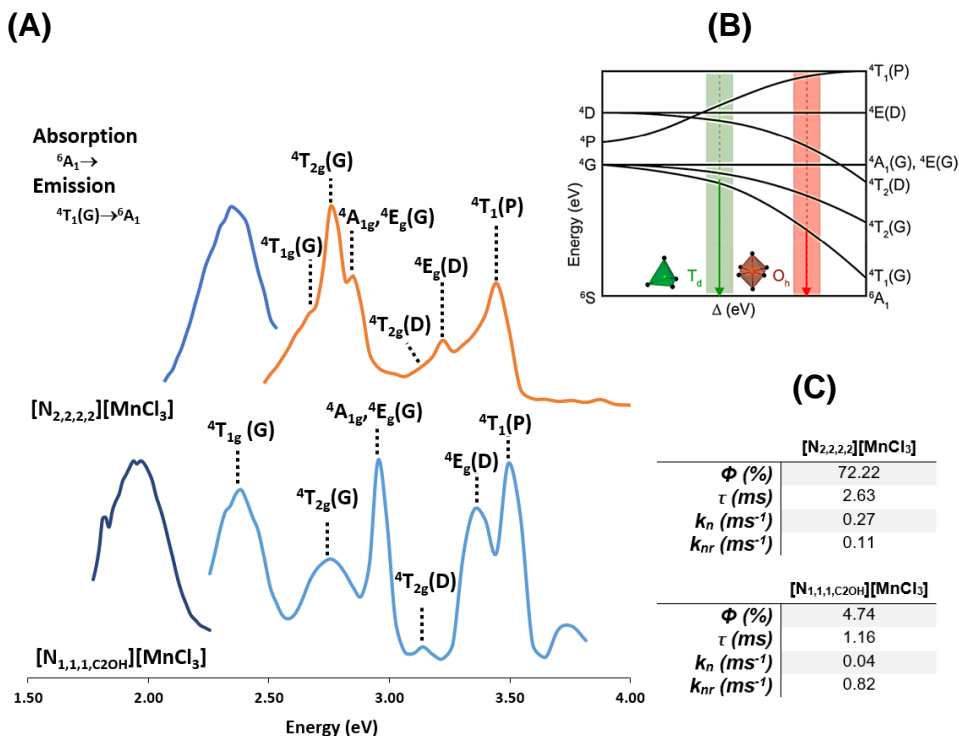 (A)
Absorption
⁶A₁→
Emission
⁴T₁(G)→⁶A₁
⁴T₂g(G)
⁴A₁g,⁴Eg(G)
⁴T₁g(G)
⁴T₁(P)
⁴Eg(D)
⁴T₂g(D)
[N₂,₂,₂,₂][MnCl₃]
⁴T₁g (G)
⁴A₁g,⁴Eg(G)
⁴T₁(P)
⁴Eg(D)
⁴T₂g(G)
⁴T₂g(D)
[N₁,₁,₁,C2OH][MnCl₃]
1.50 2.00 2.50 3.00 3.50 4.00
Energy (eV)
(B)
Energy (eV)
⁴D
⁴P
⁴G
⁶S
⁴T₁(P)
⁴E(D)
⁴A₁(G), ⁴E(G)
⁴T₂(D)
⁴T₂(G)
⁴T₁(G)
⁶A₁
T_d
O_h
Δ (eV)
(C)
[N₂,₂,₂,₂][MnCl₃]
Φ (%) 72.22
τ (ms) 2.63
kn (ms⁻¹) 0.27
knr (ms⁻¹) 0.11
[N₁,₁,₁,C2OH][MnCl₃]
Φ (%) 4.74
τ (ms) 1.16
kn (ms⁻¹) 0.04
knr (ms⁻¹) 0.82